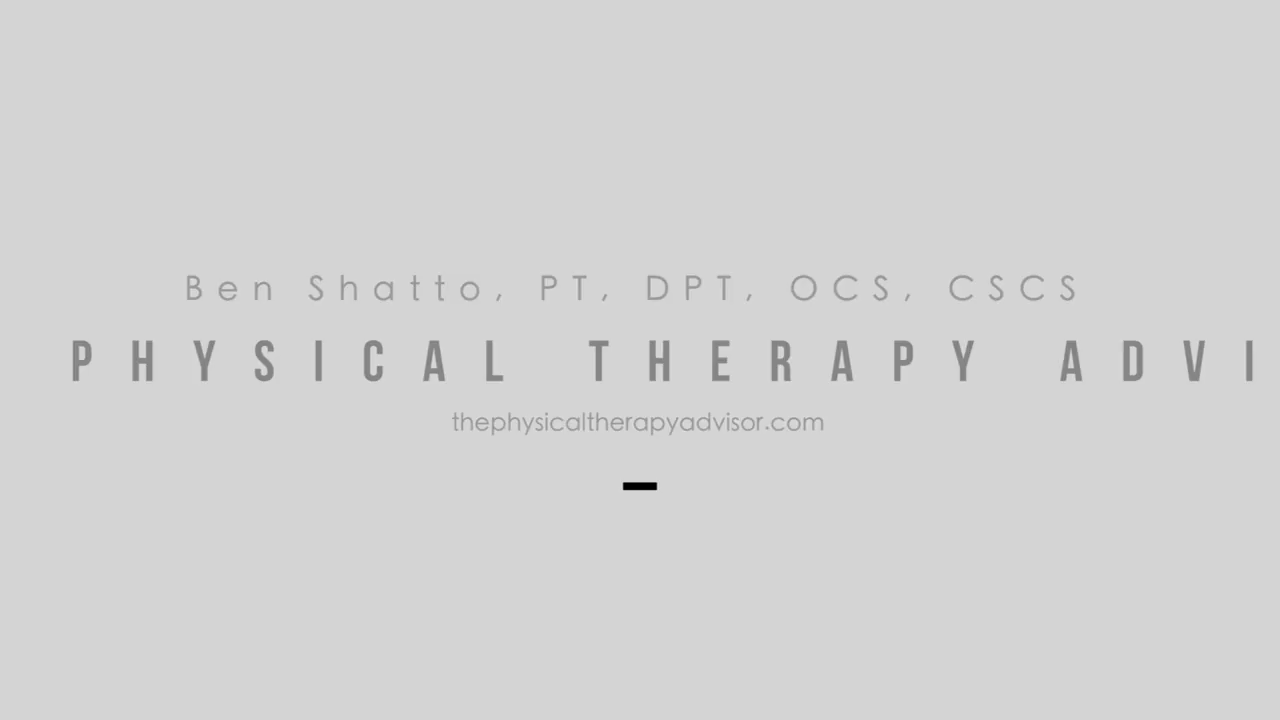 Ben Shatto, PT, DPT, OCS, CSCS
PHYSICAL THERAPY ADVI
thephysicaltherapyadvisor.com